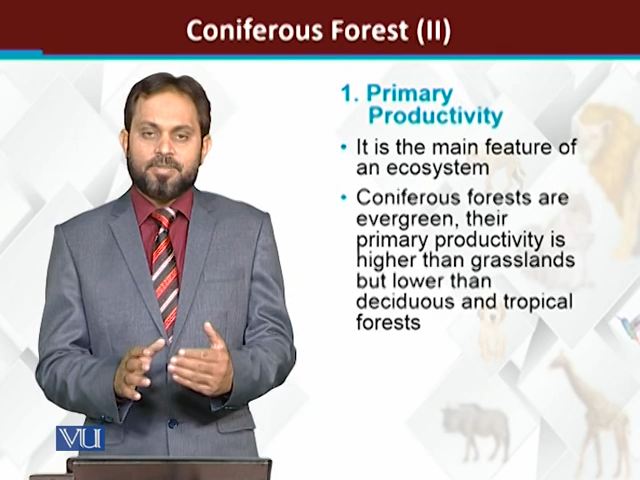 Coniferous Forest (II)
1. Primary
Productivity
• It is the main feature of
an ecosystem
• Coniferous forests are
evergreen, their
primary productivity is
higher than grasslands
but lower than
deciduous and tropical
forests
VU